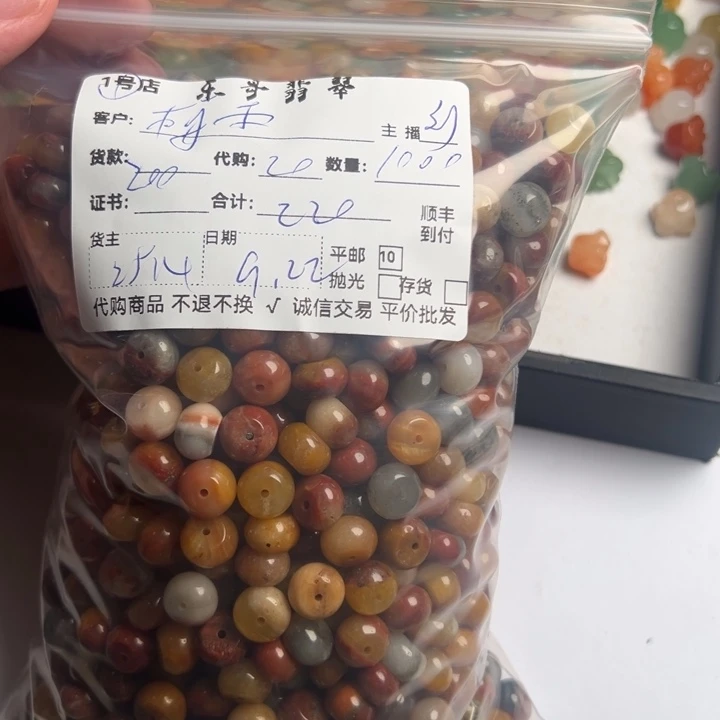 1号店 乐哥翡翠
客户: 主播
货款: 200 代购: 20 数量: 1000
证书: 合计: 220 顺丰
到付
货主 日期 平邮 10
2514 9.22 抛光 存货
代购商品 不退不换 √ 诚信交易 平价批发